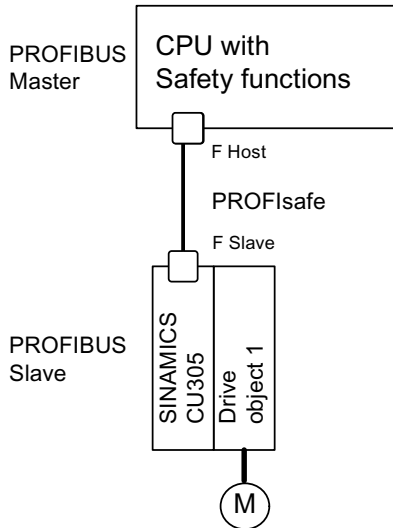 PROFIBUS
Master
CPU with
Safety functions
F Host
PROFIsafe
F Slave
PROFIBUS
Slave
SINAMICS
CU305
Drive
object 1
M